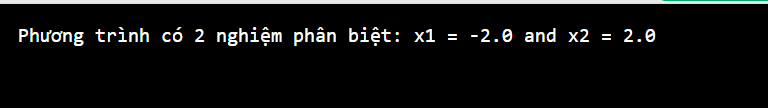 Phương trình có 2 nghiệm phân biệt: x1 = -2.0 and x2 = 2.0